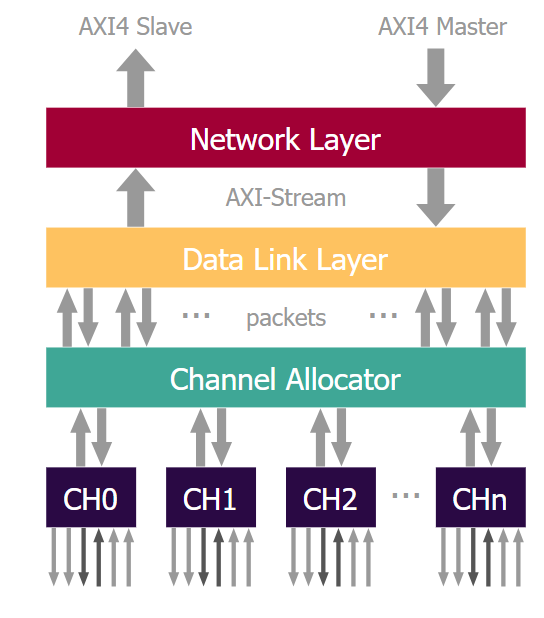 AXI4 Slave
AXI4 Master
Network Layer
AXI-Stream
Data Link Layer
... packets ...
Channel Allocator
CH0 CH1 CH2 ... CHn